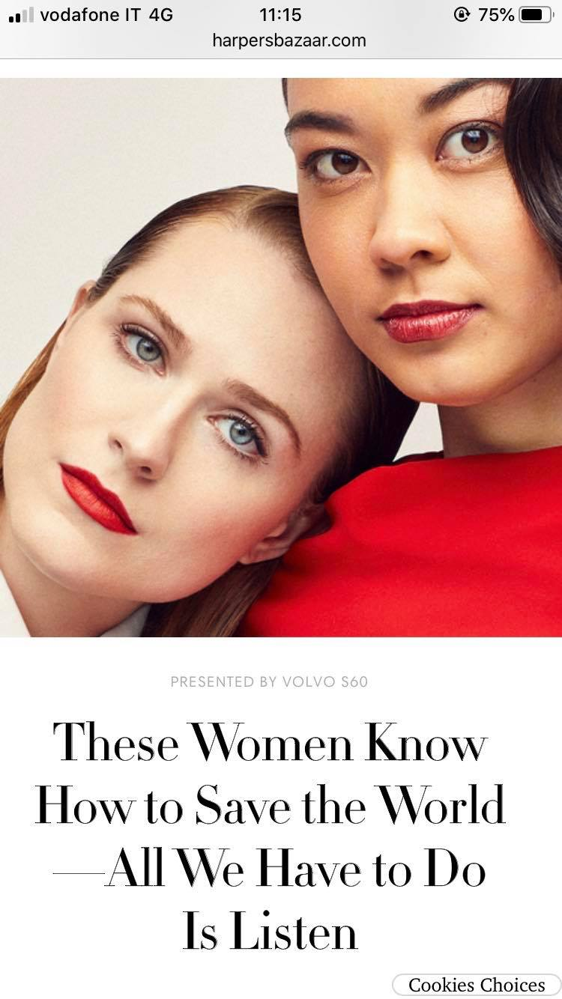 vodafone IT 4G 11:15 75%
harpersbazaar.com
PRESENTED BY VOLVO S60
These Women Know
How to Save the World
—All We Have to Do
Is Listen
Cookies Choices